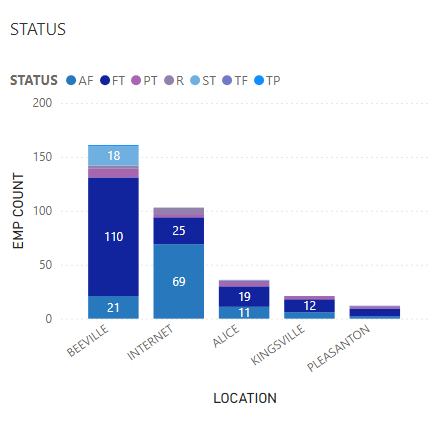 STATUS
STATUS AF FT PT R ST TF TP
200
150
100
50
0
EMP COUNT
18
110
21
25
69
19
11
12
BEEVILLE
INTERNET
ALICE
KINGSVILLE
PLEASANTON
LOCATION